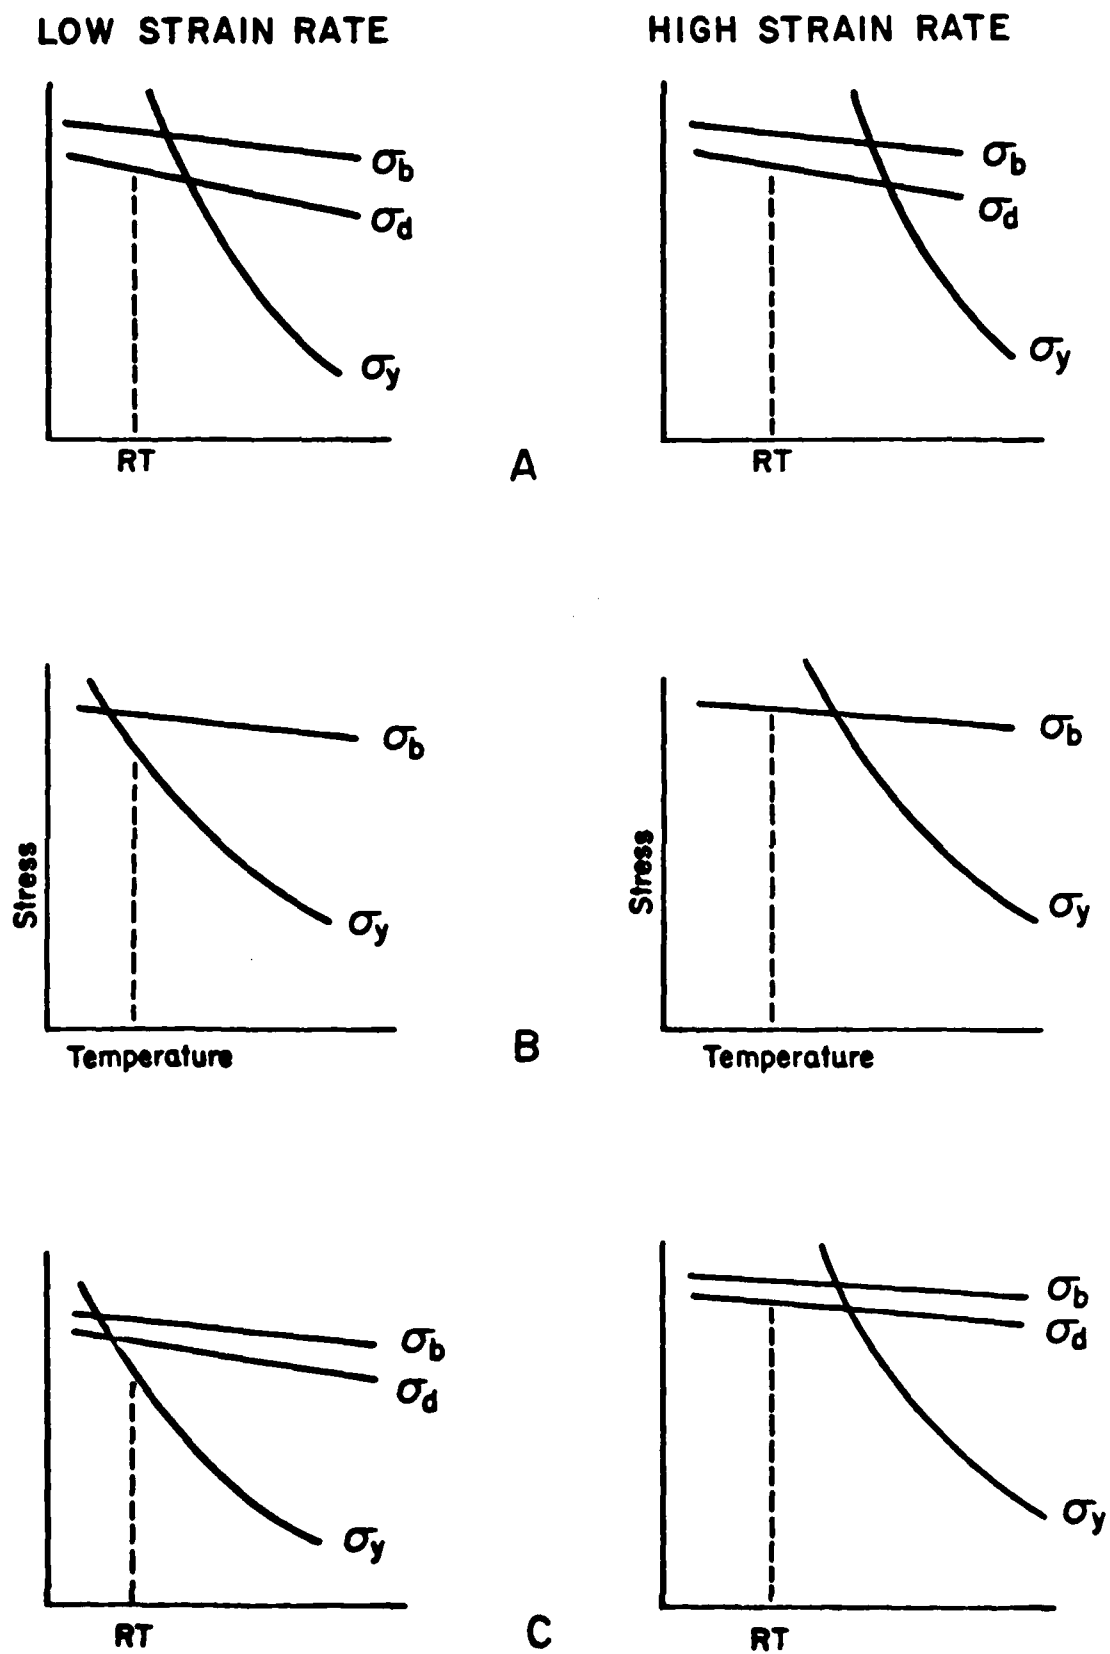 LOW STRAIN RATE
HIGH STRAIN RATE
σb
σd
σy
RT
σb
σd
σy
RT
A
σb
σy
Stress
Temperature
σb
σy
Stress
Temperature
B
σb
σd
σy
RT
σb
σd
σy
RT
C